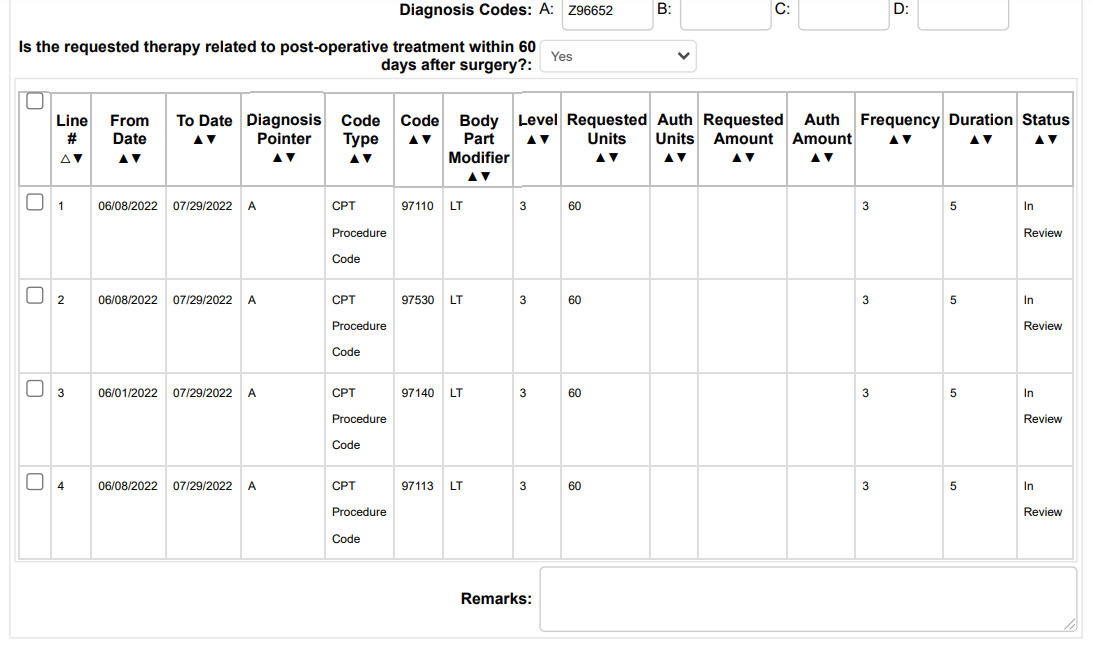 Diagnosis Codes: A: Z96652 B: C: D:
Is the requested therapy related to post-operative treatment within 60
days after surgery?: Yes
Line # △▼ From Date ▲▼ To Date ▲▼ Diagnosis Pointer ▲▼ Code Type ▲▼ Code ▲▼ Body Part Modifier ▲▼ Level ▲▼ Requested Units ▲▼ Auth Units ▲▼ Requested Amount ▲▼ Auth Amount ▲▼ Frequency ▲▼ Duration ▲▼ Status ▲▼
1 06/08/2022 07/29/2022 A CPT Procedure Code 97110 LT 3 60 3 5 In Review
2 06/08/2022 07/29/2022 A CPT Procedure Code 97530 LT 3 60 3 5 In Review
3 06/01/2022 07/29/2022 A CPT Procedure Code 97140 LT 3 60 3 5 In Review
4 06/08/2022 07/29/2022 A CPT Procedure Code 97113 LT 3 60 3 5 In Review
Remarks: